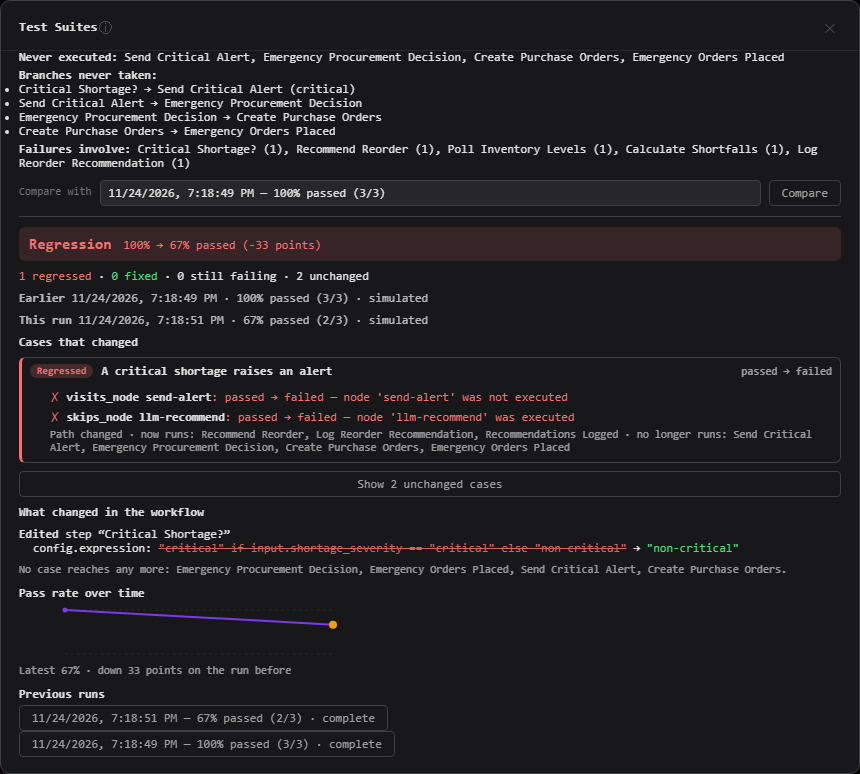 Test Suites ⓘ
Never executed: Send Critical Alert, Emergency Procurement Decision, Create Purchase Orders, Emergency Orders Placed
Branches never taken:
• Critical Shortage? → Send Critical Alert (critical)
• Send Critical Alert → Emergency Procurement Decision
• Emergency Procurement Decision → Create Purchase Orders
• Create Purchase Orders → Emergency Orders Placed
Failures involve: Critical Shortage? (1), Recommend Reorder (1), Poll Inventory Levels (1), Calculate Shortfalls (1), Log
Reorder Recommendation (1)
Compare with 11/24/2026, 7:18:49 PM — 100% passed (3/3) Compare
Regression 100% → 67% passed (-33 points)
1 regressed · 0 fixed · 0 still failing · 2 unchanged
Earlier 11/24/2026, 7:18:49 PM · 100% passed (3/3) · simulated
This run 11/24/2026, 7:18:51 PM · 67% passed (2/3) · simulated
Cases that changed
Regressed A critical shortage raises an alert passed → failed
✗ visits_node send-alert: passed → failed — node 'send-alert' was not executed
✗ skips_node llm-recommend: passed → failed — node 'llm-recommend' was executed
Path changed · now runs: Recommend Reorder, Log Reorder Recommendation, Recommendations Logged · no longer runs: Send Critical
Alert, Emergency Procurement Decision, Create Purchase Orders, Emergency Orders Placed
Show 2 unchanged cases
What changed in the workflow
Edited step “Critical Shortage?”
config.expression: "critical" if input.shortage_severity == "critical" else "non-critical" → "non-critical"
No case reaches any more: Emergency Procurement Decision, Emergency Orders Placed, Send Critical Alert, Create Purchase Orders.
Pass rate over time
Latest 67% · down 33 points on the run before
Previous runs
11/24/2026, 7:18:51 PM — 67% passed (2/3) · complete
11/24/2026, 7:18:49 PM — 100% passed (3/3) · complete